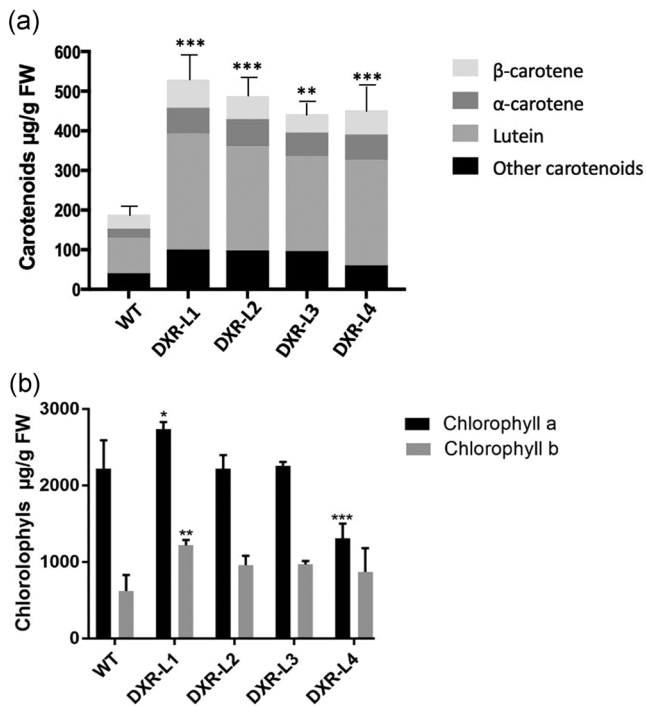 (a)
Carotenoids µg/g FW
600
500
400
300
200
100
0
***
***
**
***
WT
DXR-L1
DXR-L2
DXR-L3
DXR-L4
β-carotene
α-carotene
Lutein
Other carotenoids
(b)
Chlorolophyls µg/g FW
3000
2000
1000
0
*
**
***
WT
DXR-L1
DXR-L2
DXR-L3
DXR-L4
Chlorophyll a
Chlorophyll b